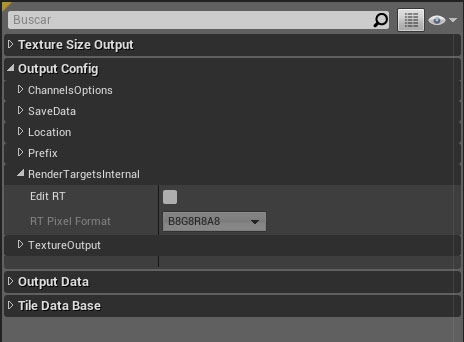 Buscar
Texture Size Output
Output Config
ChannelsOptions
SaveData
Location
Prefix
RenderTargetsInternal
Edit RT
RT Pixel Format B8G8R8A8
TextureOutput
Output Data
Tile Data Base